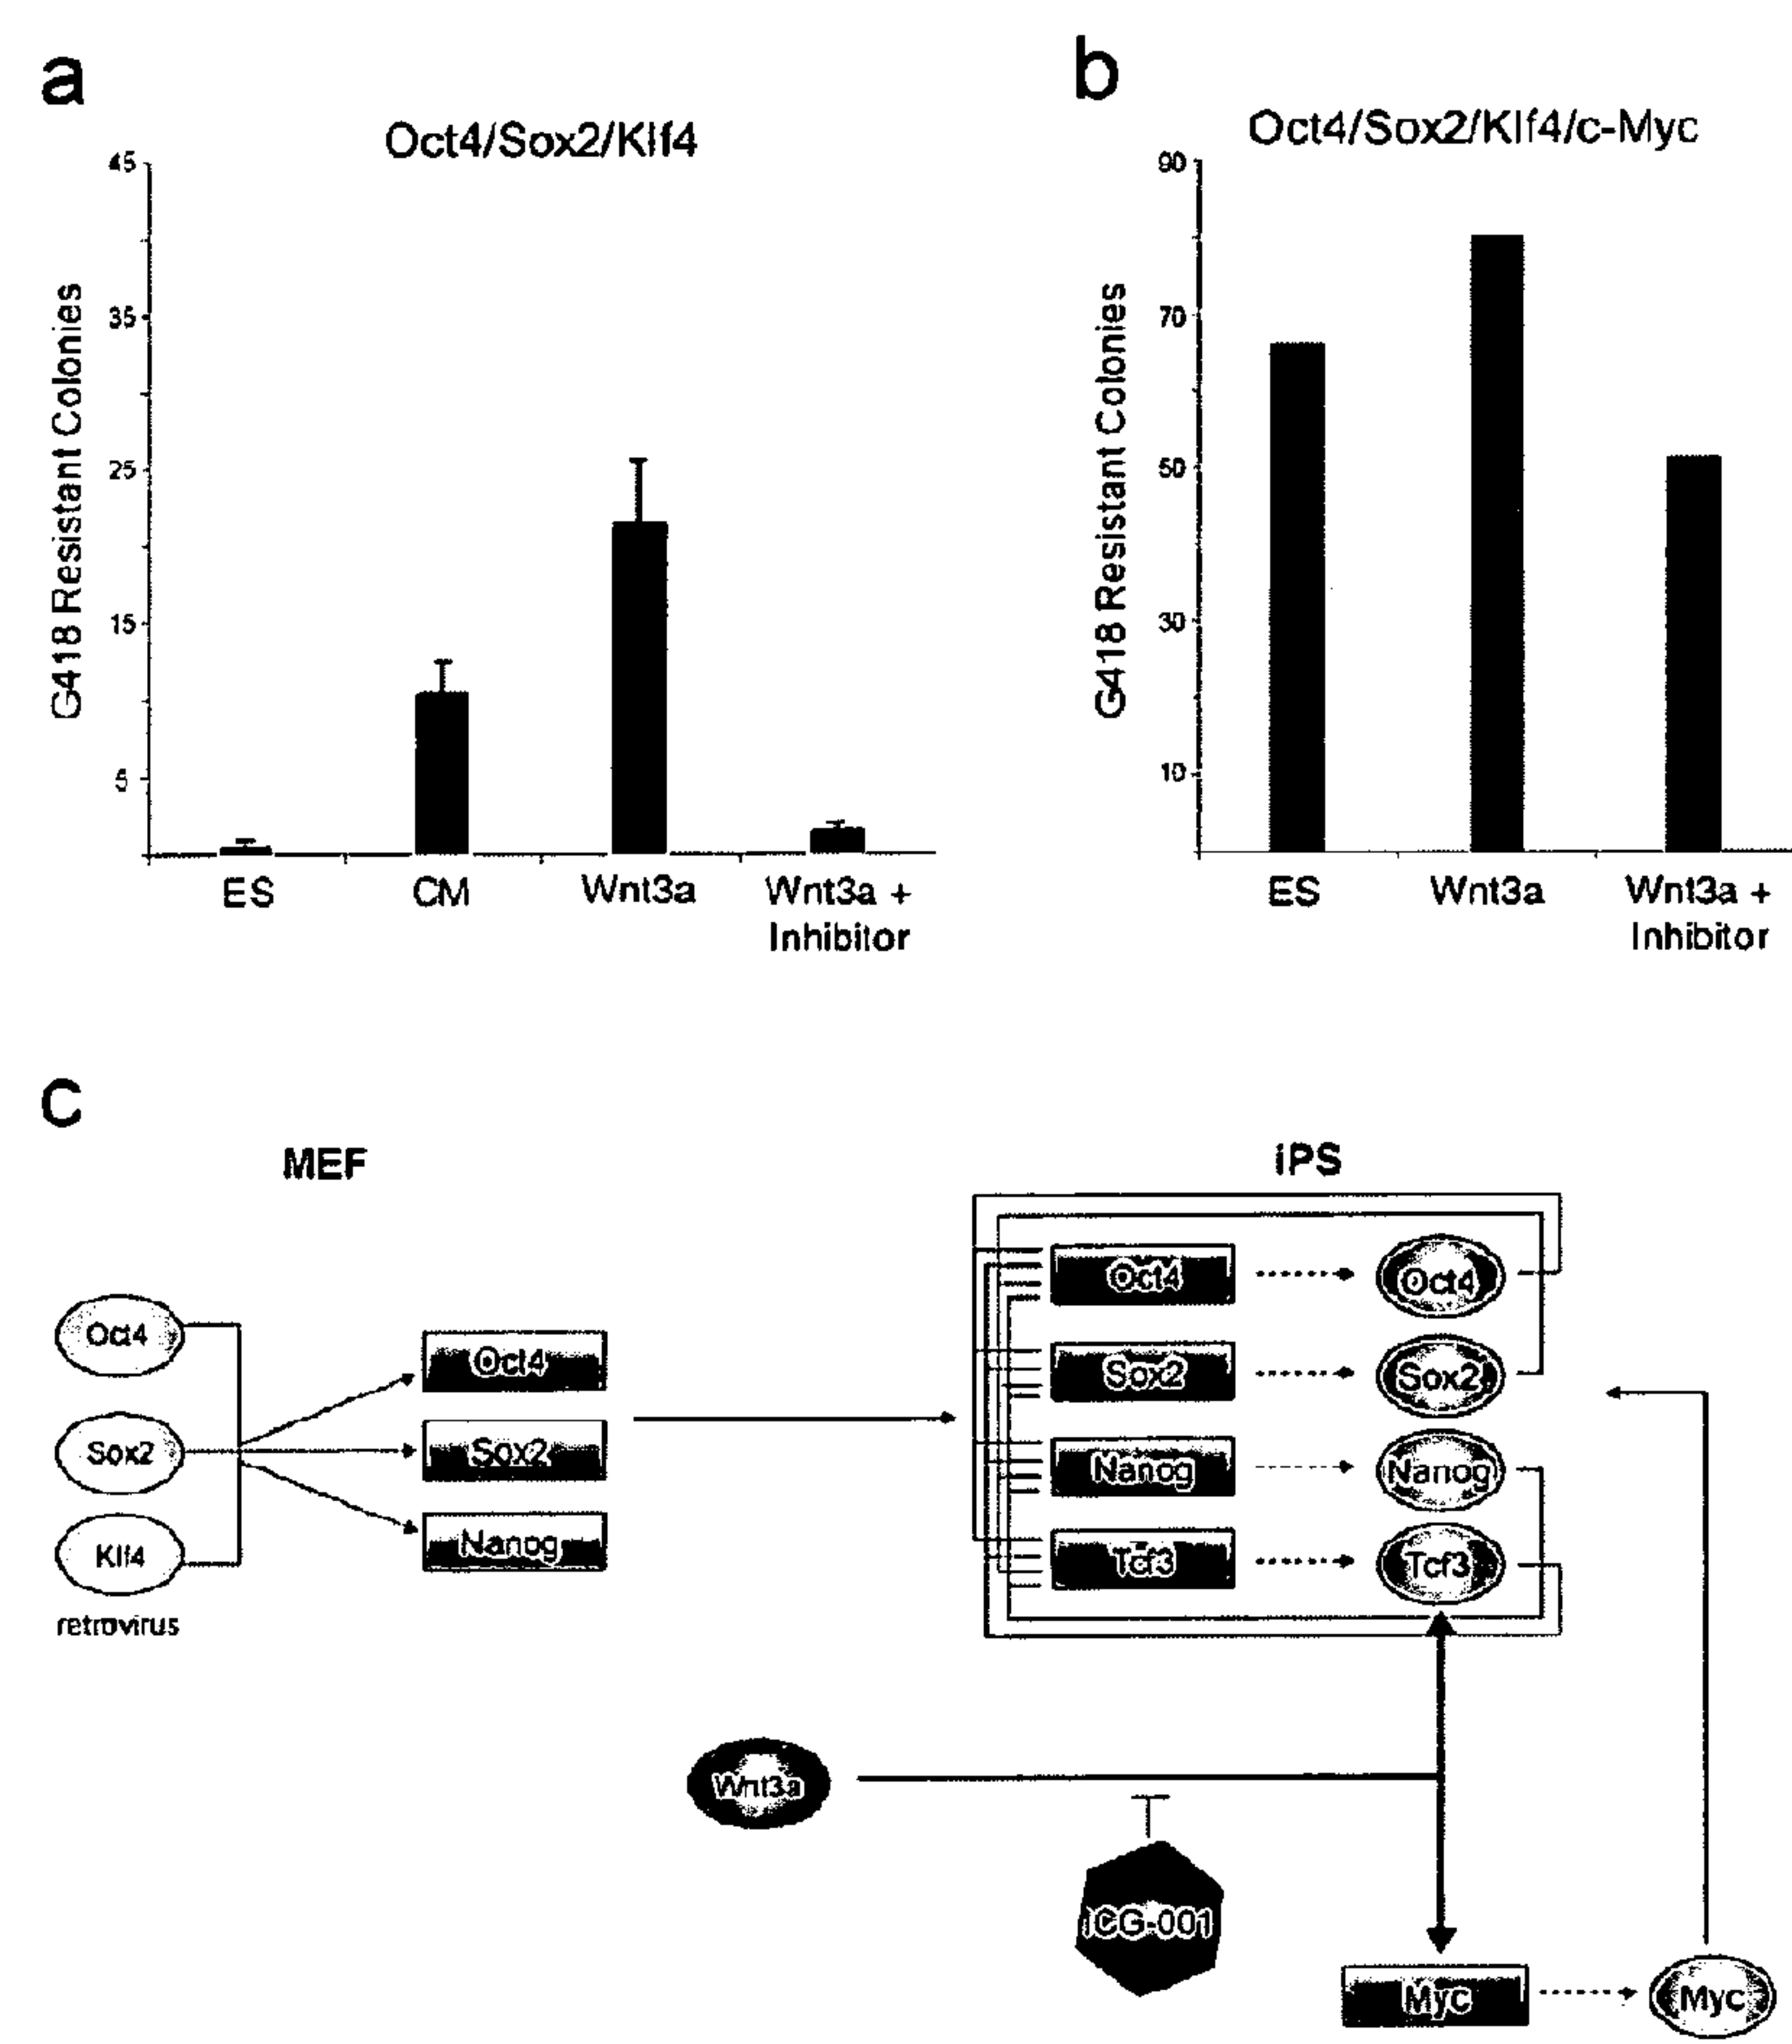 a
Oct4/Sox2/Klf4
G418 Resistant Colonies
45
35
25
15
5
ES
CM
Wnt3a
Wnt3a +
Inhibitor
b
Oct4/Sox2/Klf4/c-Myc
G418 Resistant Colonies
90
70
50
30
10
ES
Wnt3a
Wnt3a +
Inhibitor
c
MEF
iPS
Oct4
Sox2
Klf4
retrovirus
Oct4
Sox2
Nanog
Oct4
Oct4
Sox2
Sox2
Nanog
Nanog
Tcf3
Tcf3
Wnt3a
ICG-001
Myc
Myc